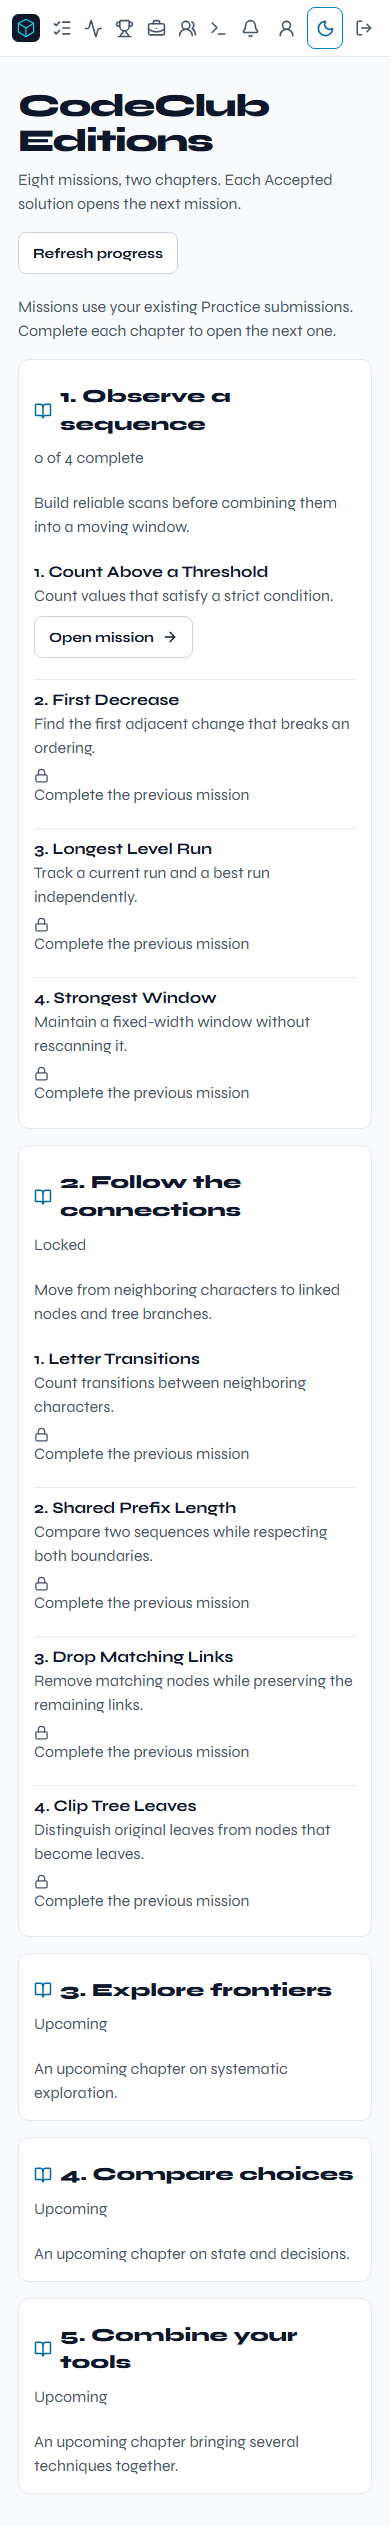 CodeClub
Editions
Eight missions, two chapters. Each Accepted
solution opens the next mission.
Refresh progress
Missions use your existing Practice submissions.
Complete each chapter to open the next one.
1. Observe a
sequence
0 of 4 complete
Build reliable scans before combining them
into a moving window.
1. Count Above a Threshold
Count values that satisfy a strict condition.
Open mission →
2. First Decrease
Find the first adjacent change that breaks an
ordering.
Complete the previous mission
3. Longest Level Run
Track a current run and a best run
independently.
Complete the previous mission
4. Strongest Window
Maintain a fixed-width window without
rescanning it.
Complete the previous mission
2. Follow the
connections
Locked
Move from neighboring characters to linked
nodes and tree branches.
1. Letter Transitions
Count transitions between neighboring
characters.
Complete the previous mission
2. Shared Prefix Length
Compare two sequences while respecting
both boundaries.
Complete the previous mission
3. Drop Matching Links
Remove matching nodes while preserving the
remaining links.
Complete the previous mission
4. Clip Tree Leaves
Distinguish original leaves from nodes that
become leaves.
Complete the previous mission
3. Explore frontiers
Upcoming
An upcoming chapter on systematic
exploration.
4. Compare choices
Upcoming
An upcoming chapter on state and decisions.
5. Combine your
tools
Upcoming
An upcoming chapter bringing several
techniques together.